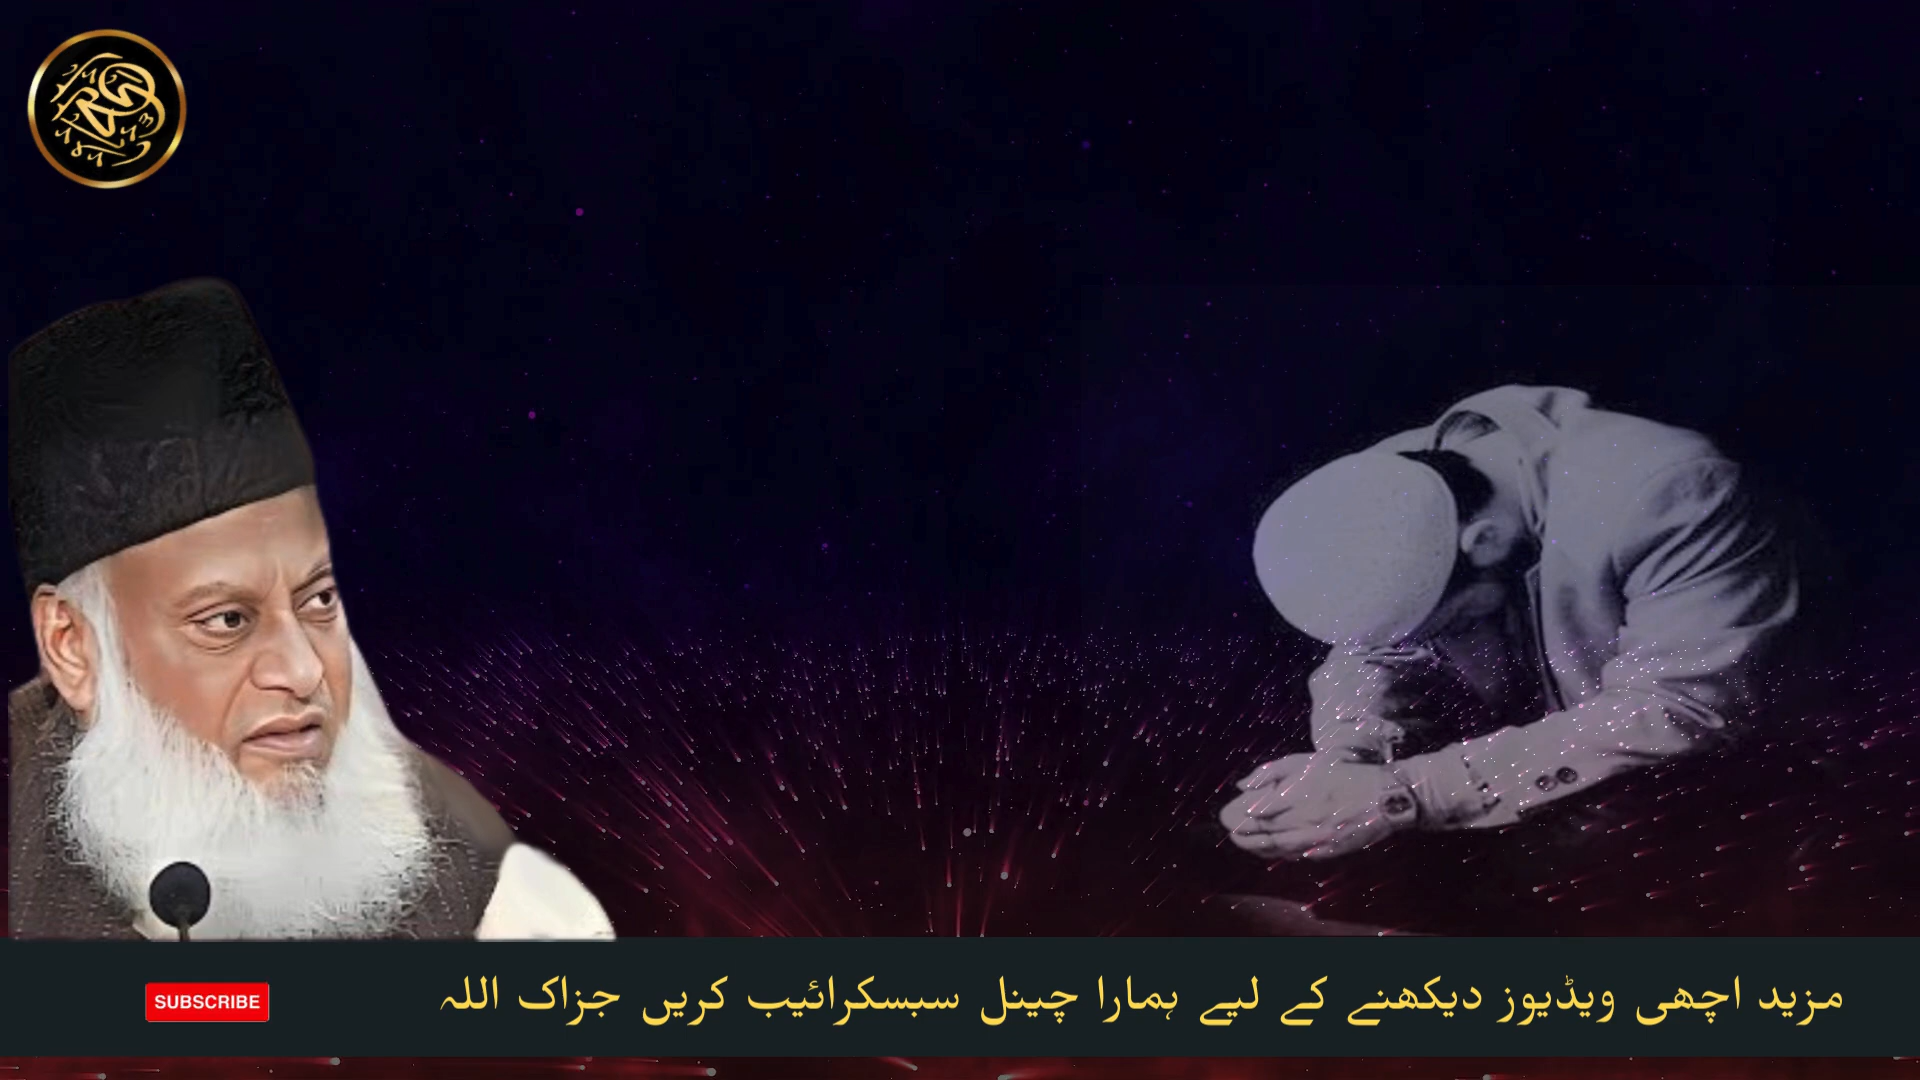 مزید اچھی ویڈیوز دیکھنے کے لیے ہمارا چینل سبسکرائیب کریں جزاک اللہ
SUBSCRIBE